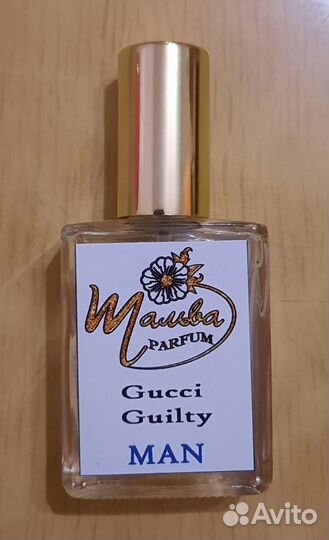 Мальва
PARFUM
Gucci
Guilty
MAN
Avito